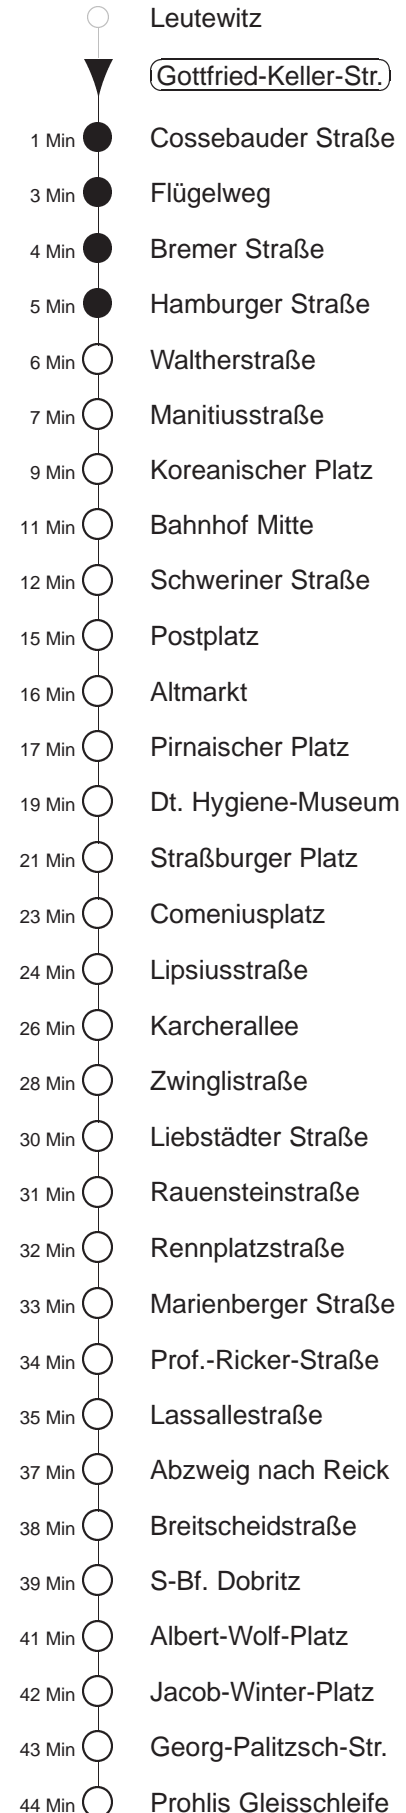 Leutewitz
Gottfried-Keller-Str.
1 Min Cossebauder Straße
3 Min Flügelweg
4 Min Bremer Straße
5 Min Hamburger Straße
6 Min Waltherstraße
7 Min Manitiusstraße
9 Min Koreanischer Platz
11 Min Bahnhof Mitte
12 Min Schweriner Straße
15 Min Postplatz
16 Min Altmarkt
17 Min Pirnaischer Platz
19 Min Dt. Hygiene-Museum
21 Min Straßburger Platz
23 Min Comeniusplatz
24 Min Lipsiusstraße
26 Min Karcherallee
28 Min Zwinglistraße
30 Min Liebstädter Straße
31 Min Rauensteinstraße
32 Min Rennplatzstraße
33 Min Marienberger Straße
34 Min Prof.-Ricker-Straße
35 Min Lassallestraße
37 Min Abzweig nach Reick
38 Min Breitscheidstraße
39 Min S-Bf. Dobritz
41 Min Albert-Wolf-Platz
42 Min Jacob-Winter-Platz
43 Min Georg-Palitzsch-Str.
44 Min Prohlis Gleisschleife